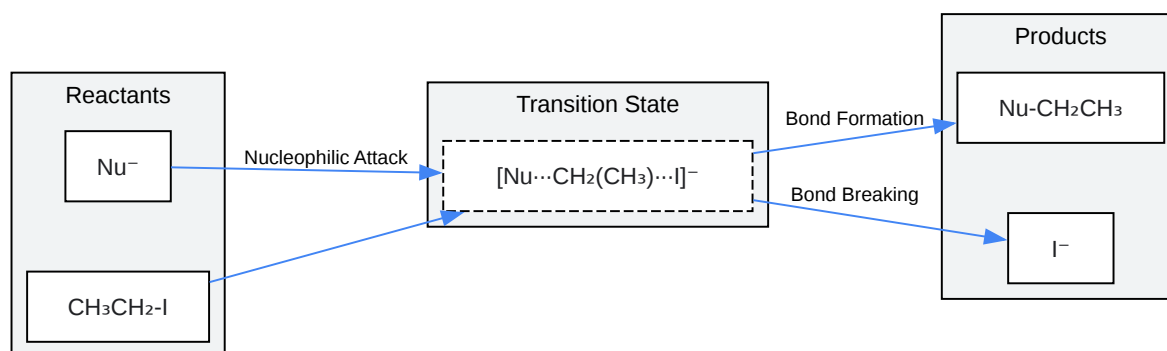 Reactants
Nu⁻
CH₃CH₂-I
Nucleophilic Attack
Transition State
[Nu···CH₂(CH₃)···I]⁻
Bond Formation
Bond Breaking
Products
Nu-CH₂CH₃
I⁻